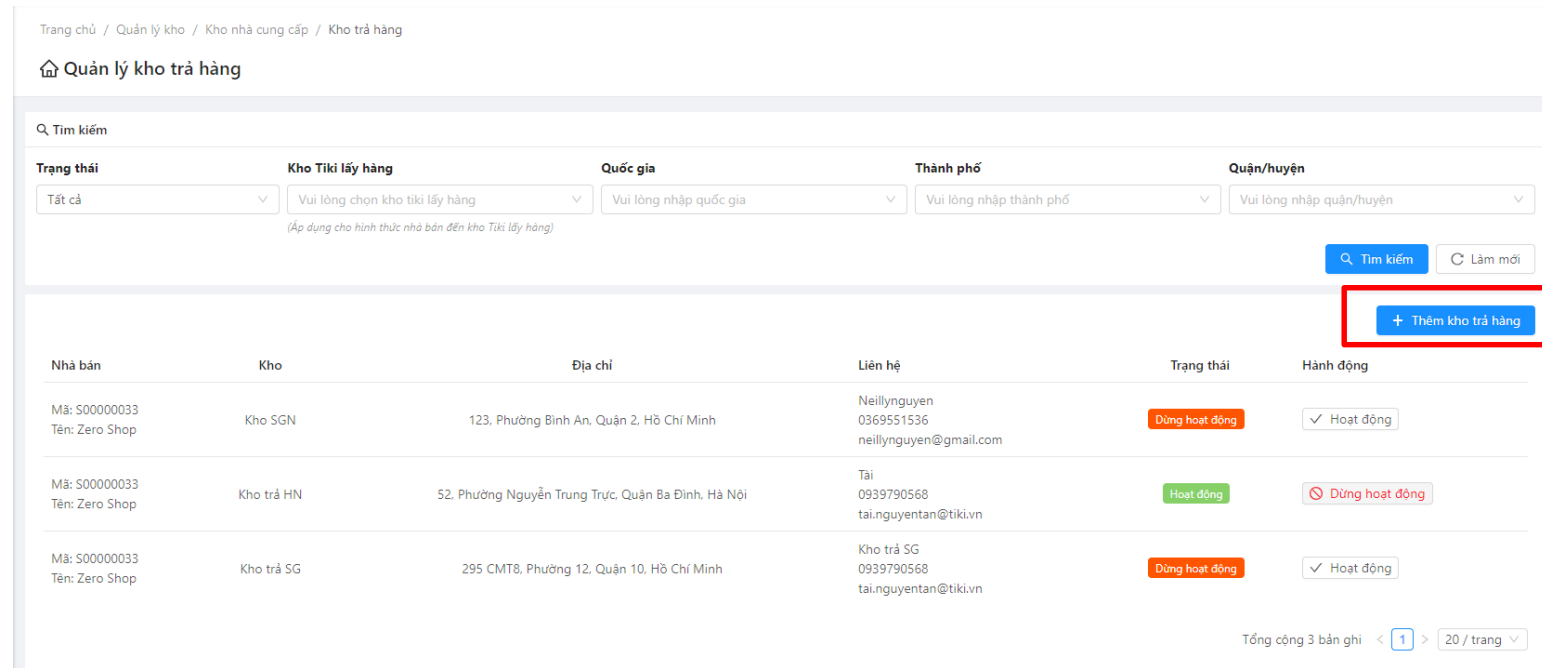 Trang chủ / Quản lý kho / Kho nhà cung cấp / Kho trả hàng
Quản lý kho trả hàng
Tìm kiếm
Trạng thái Kho Tiki lấy hàng Quốc gia Thành phố Quận/huyện
Tất cả Vui lòng chọn kho tiki lấy hàng Vui lòng nhập quốc gia Vui lòng nhập thành phố Vui lòng nhập quận/huyện
(Áp dụng cho hình thức nhà bán đến kho Tiki lấy hàng)
Tìm kiếm Làm mới
+ Thêm kho trả hàng
Nhà bán Kho Địa chỉ Liên hệ Trạng thái Hành động
Mã: S00000033
Tên: Zero Shop
Kho SGN
123, Phường Bình An, Quận 2, Hồ Chí Minh
Neillynguyen
0369551536
neillynguyen@gmail.com
Dừng hoạt động
Hoạt động
Mã: S00000033
Tên: Zero Shop
Kho trả HN
52, Phường Nguyễn Trung Trực, Quận Ba Đình, Hà Nội
Tài
0939790568
tai.nguyentan@tiki.vn
Hoạt động
Dừng hoạt động
Mã: S00000033
Tên: Zero Shop
Kho trả SG
295 CMT8, Phường 12, Quận 10, Hồ Chí Minh
Kho trả SG
0939790568
tai.nguyentan@tiki.vn
Dừng hoạt động
Hoạt động
Tổng cộng 3 bản ghi < 1 > 20 / trang